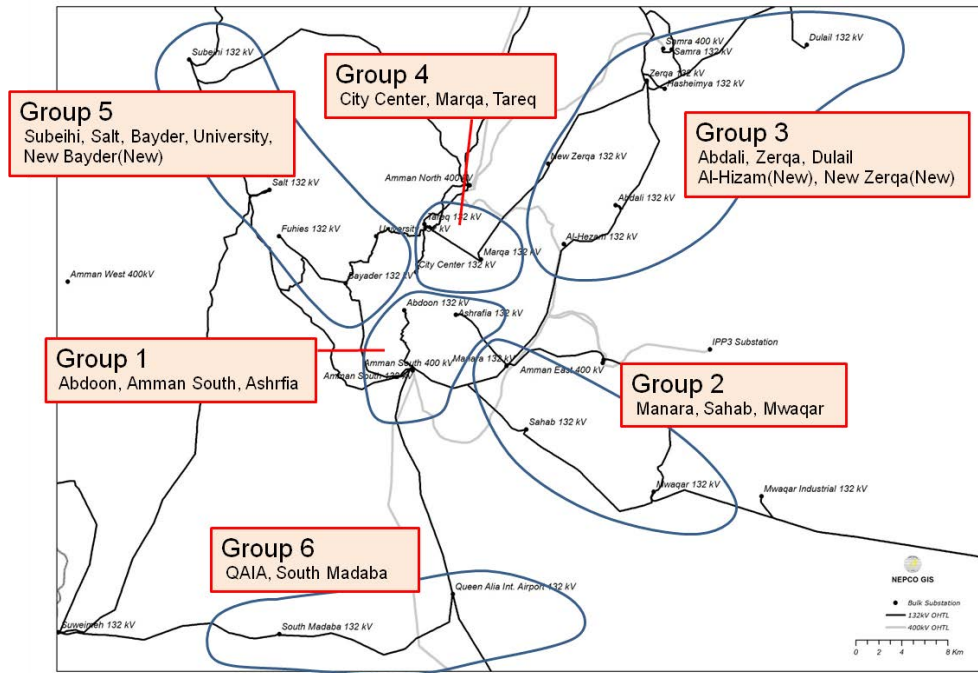 Subeihi 132 kV
Samra 400 kV
Samra 132 kV
Dulail 132 kV
Zerqa 132 kV
Hasheimya 132 kV
Group 4
City Center, Marqa, Tareq
Group 5
Subeihi, Salt, Bayder, University,
New Bayder(New)
Group 3
Abdali, Zerqa, Dulail
Al-Hizam(New), New Zerqa(New)
New Zerqa 132 kV
Amman North 400 kV
Salt 132 kV
Abdali 132 kV
Tareq 132 kV
University 132 kV
Fuhies 132 kV
Al-Hezam 132 kV
Marqa 132 kV
City Center 132 kV
Amman West 400kV
Bayader 132 kV
Abdoon 132 kV
Ashrafia 132 kV
IPP3 Substation
Group 1
Abdoon, Amman South, Ashrfia
Amman South 400 kV
Manara 132 kV
Amman East 400 kV
Amman South 132 kV
Group 2
Manara, Sahab, Mwaqar
Sahab 132 kV
Mwaqar 132 kV
Mwaqar Industrial 132 kV
Group 6
QAIA, South Madaba
Queen Alia Int. Airport 132 kV
Suweimeh 132 kV
South Madaba 132 kV
NEPCO GIS
Bulk Substation
132kV OHTL
400kV OHTL
0 2 4 8 Km